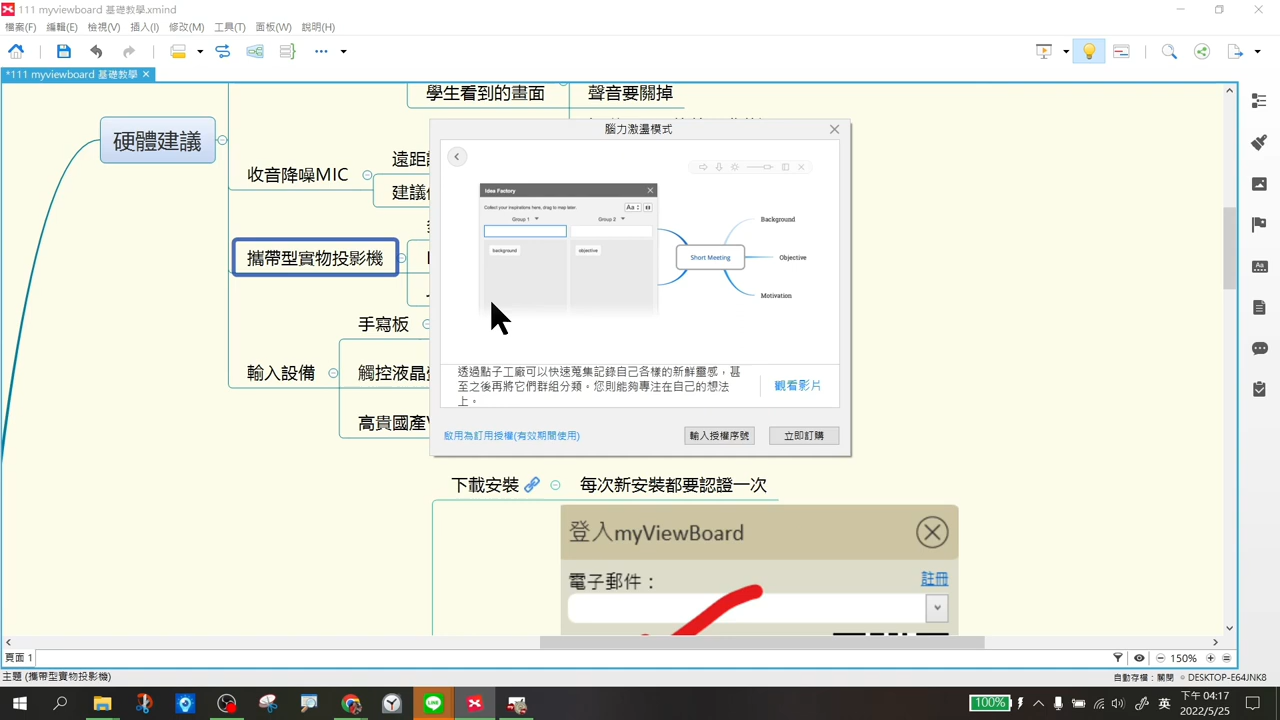 111 myviewboard 基礎教學.xmind
檔案(F) 編輯(E) 檢視(V) 插入(I) 修改(M) 工具(T) 面板(W) 說明(H)
*111 myviewboard 基礎教學
學生看到的畫面
聲音要關掉
硬體建議
收音降噪MIC
遠距
建議
攜帶型實物投影機
手寫板
輸入設備
觸控液晶
高貴國產
腦力激盪模式
Idea Factory
Collect your inspirations here, drag to map later.
Aa
Group 1
Group 2
background
objective
Short Meeting
Background
Objective
Motivation
透過點子工廠可以快速蒐集記錄自己各樣的新鮮靈感，甚
至之後再將它們群組分類。您則能夠專注在自己的想法
上。
觀看影片
啟用為訂用授權(有效期間使用)
輸入授權序號
立即訂購
下載安裝
每次新安裝都要認證一次
登入myViewBoard
電子郵件：
註冊
頁面 1
150%
主題 (攜帶型實物投影機)
自動存檔：關閉
DESKTOP-E64JNK8
100%
英
下午 04:17
2022/5/25